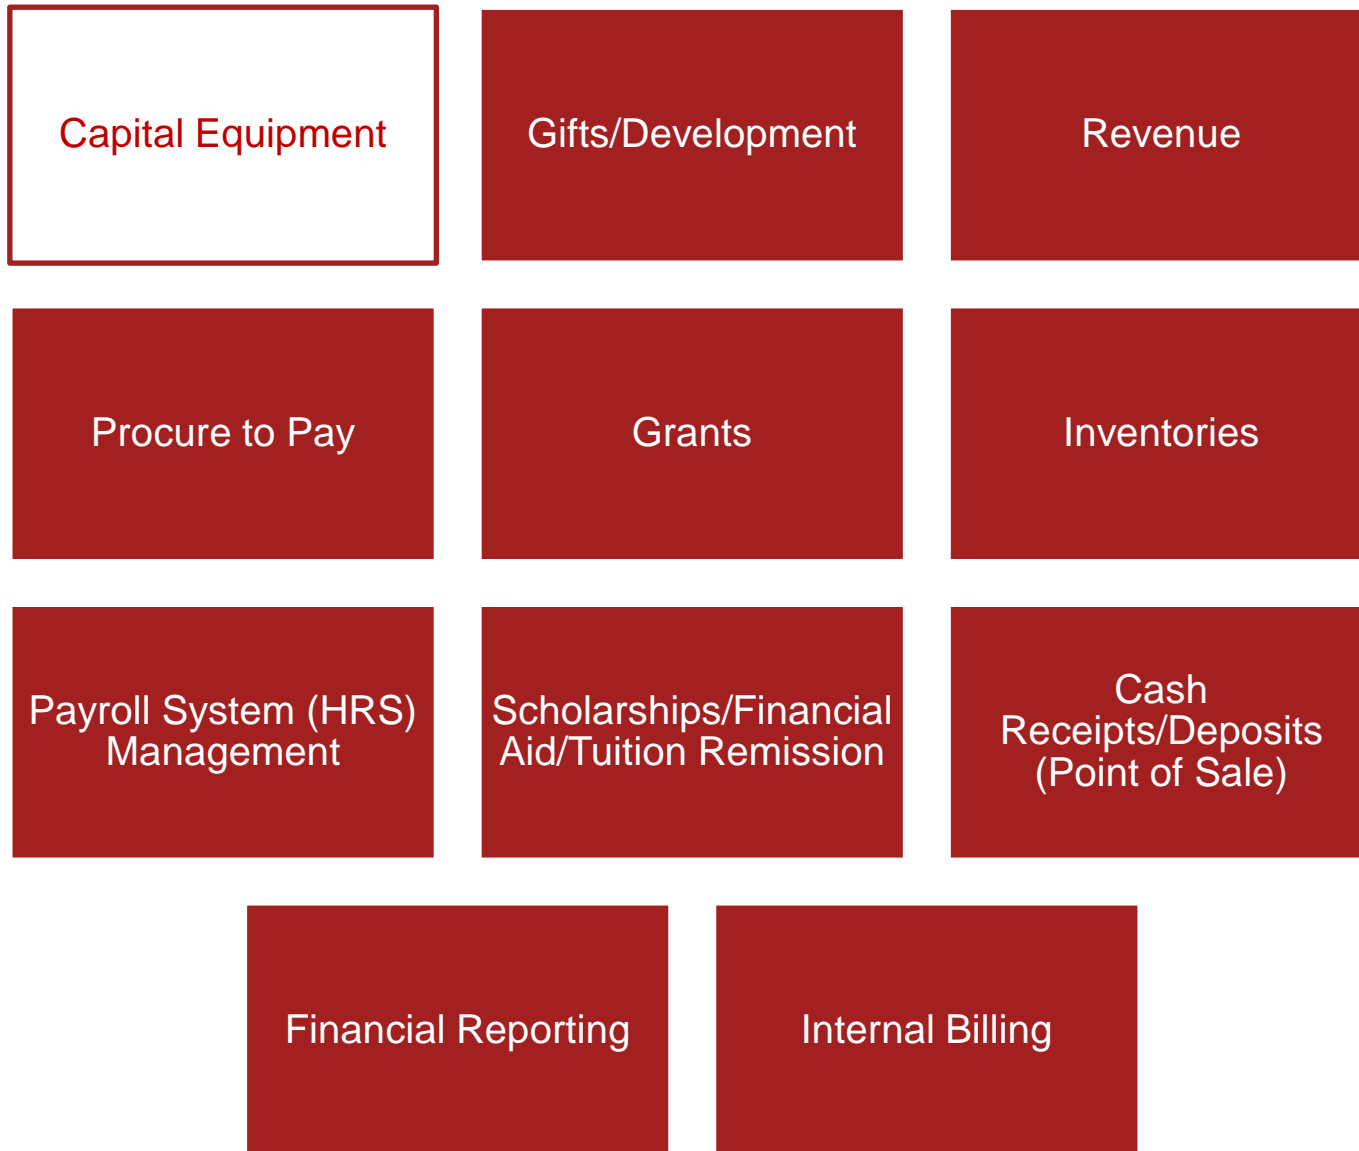 Capital Equipment
Gifts/Development
Revenue
Procure to Pay
Grants
Inventories
Payroll System (HRS)
Management
Scholarships/Financial
Aid/Tuition Remission
Cash
Receipts/Deposits
(Point of Sale)
Financial Reporting
Internal Billing